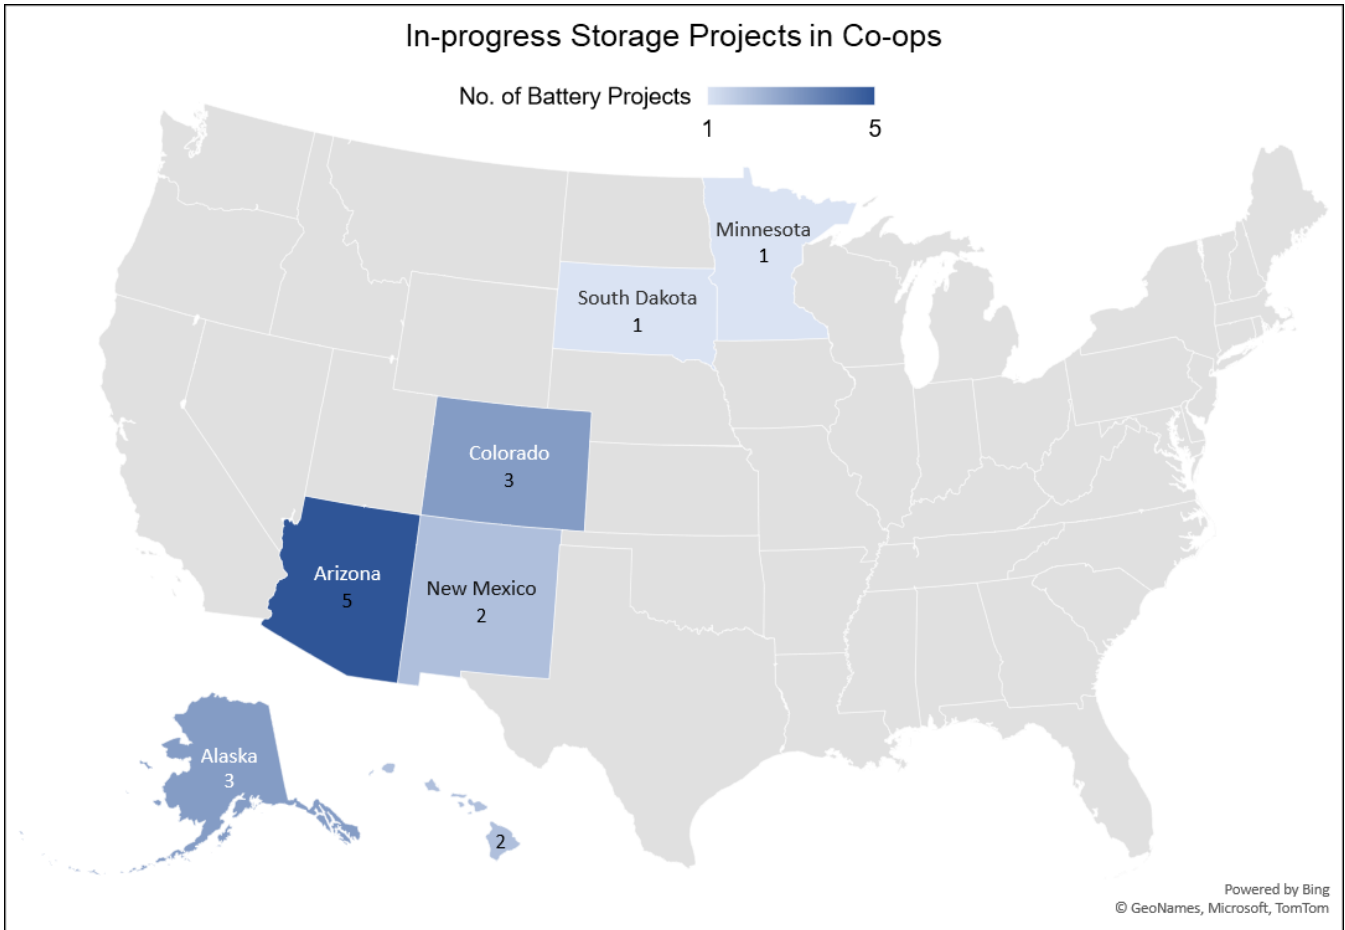 In-progress Storage Projects in Co-ops
No. of Battery Projects
1 5
Minnesota
1
South Dakota
1
Colorado
3
Arizona
5
New Mexico
2
Alaska
3
2
Powered by Bing
© GeoNames, Microsoft, TomTom